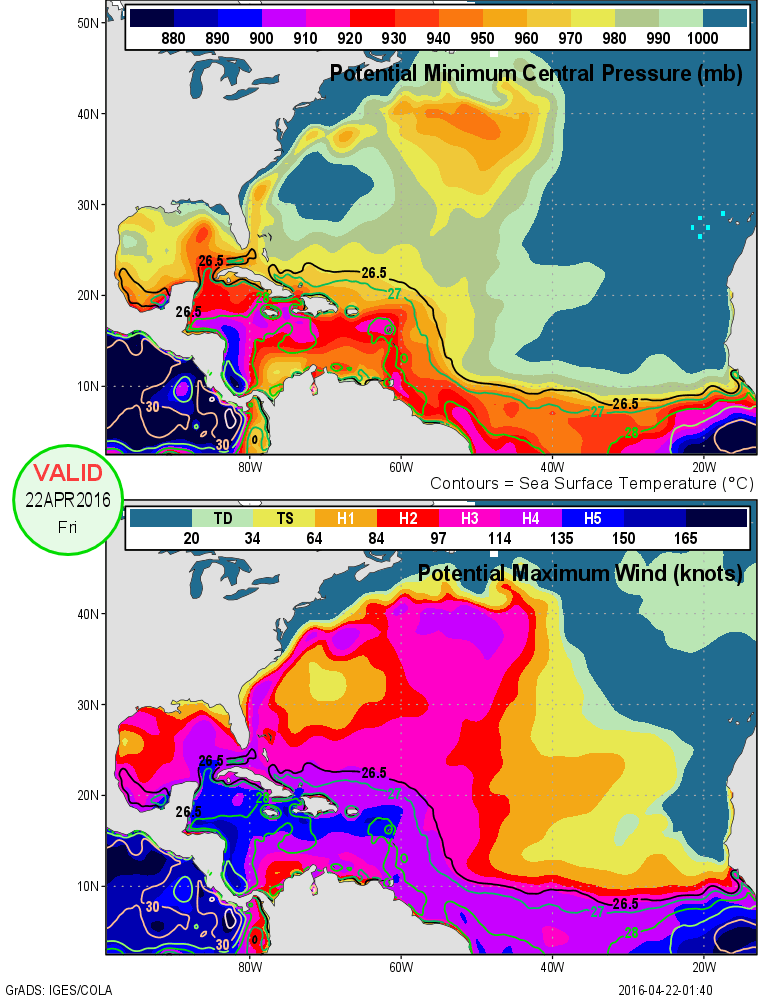 50N
880 890 900 910 920 930 940 950 960 970 980 990 1000
Potential Minimum Central Pressure (mb)
40N
30N
26.5
26.5
27
20N
26.5
28
10N
30
27
26.5
28
30
0
80W 60W 40W 20W
Contours = Sea Surface Temperature (°C)
VALID
22APR2016
Fri
TD TS H1 H2 H3 H4 H5
20 34 64 84 97 114 135 150 165
Potential Maximum Wind (knots)
40N
30N
26.5
26.5
27
20N
26.5
28
10N
30
27
26.5
28
30
0
80W 60W 40W 20W
GrADS: IGES/COLA
2016-04-22-01:40